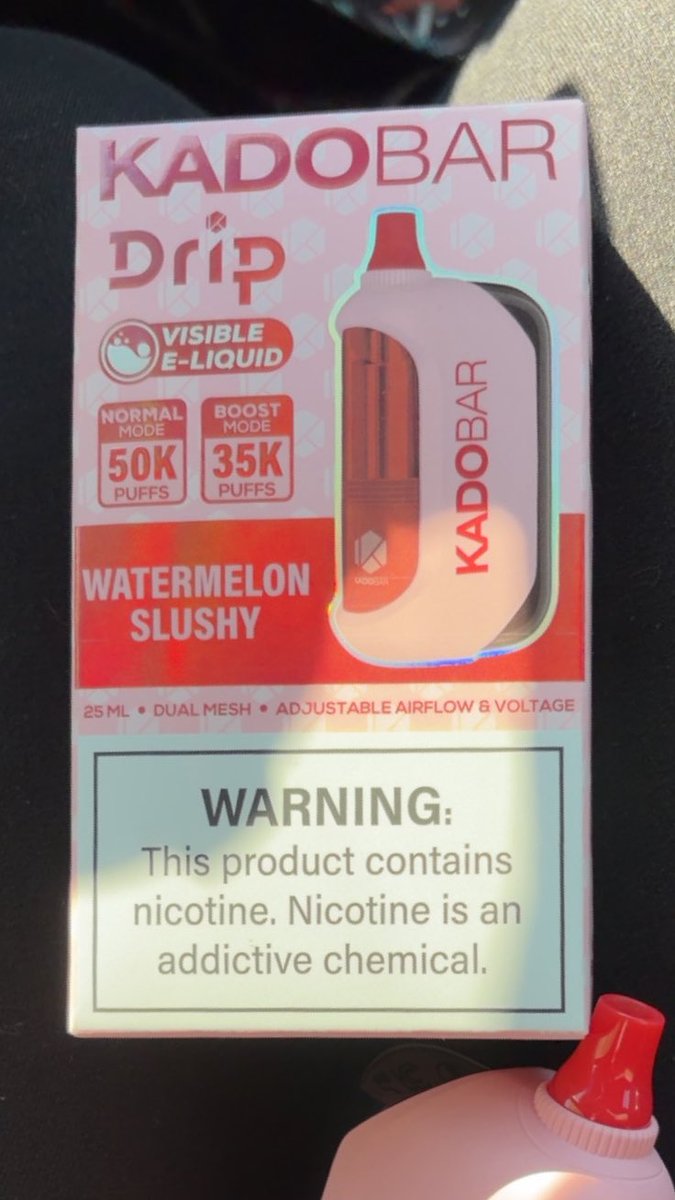 KADOBAR
Drip
VISIBLE
E-LIQUID
NORMAL
MODE
50K
PUFFS
BOOST
MODE
35K
PUFFS
KADOBAR
WATERMELON
SLUSHY
25 ML • DUAL MESH • ADJUSTABLE AIRFLOW & VOLTAGE
WARNING:
This product contains
nicotine. Nicotine is an
addictive chemical.